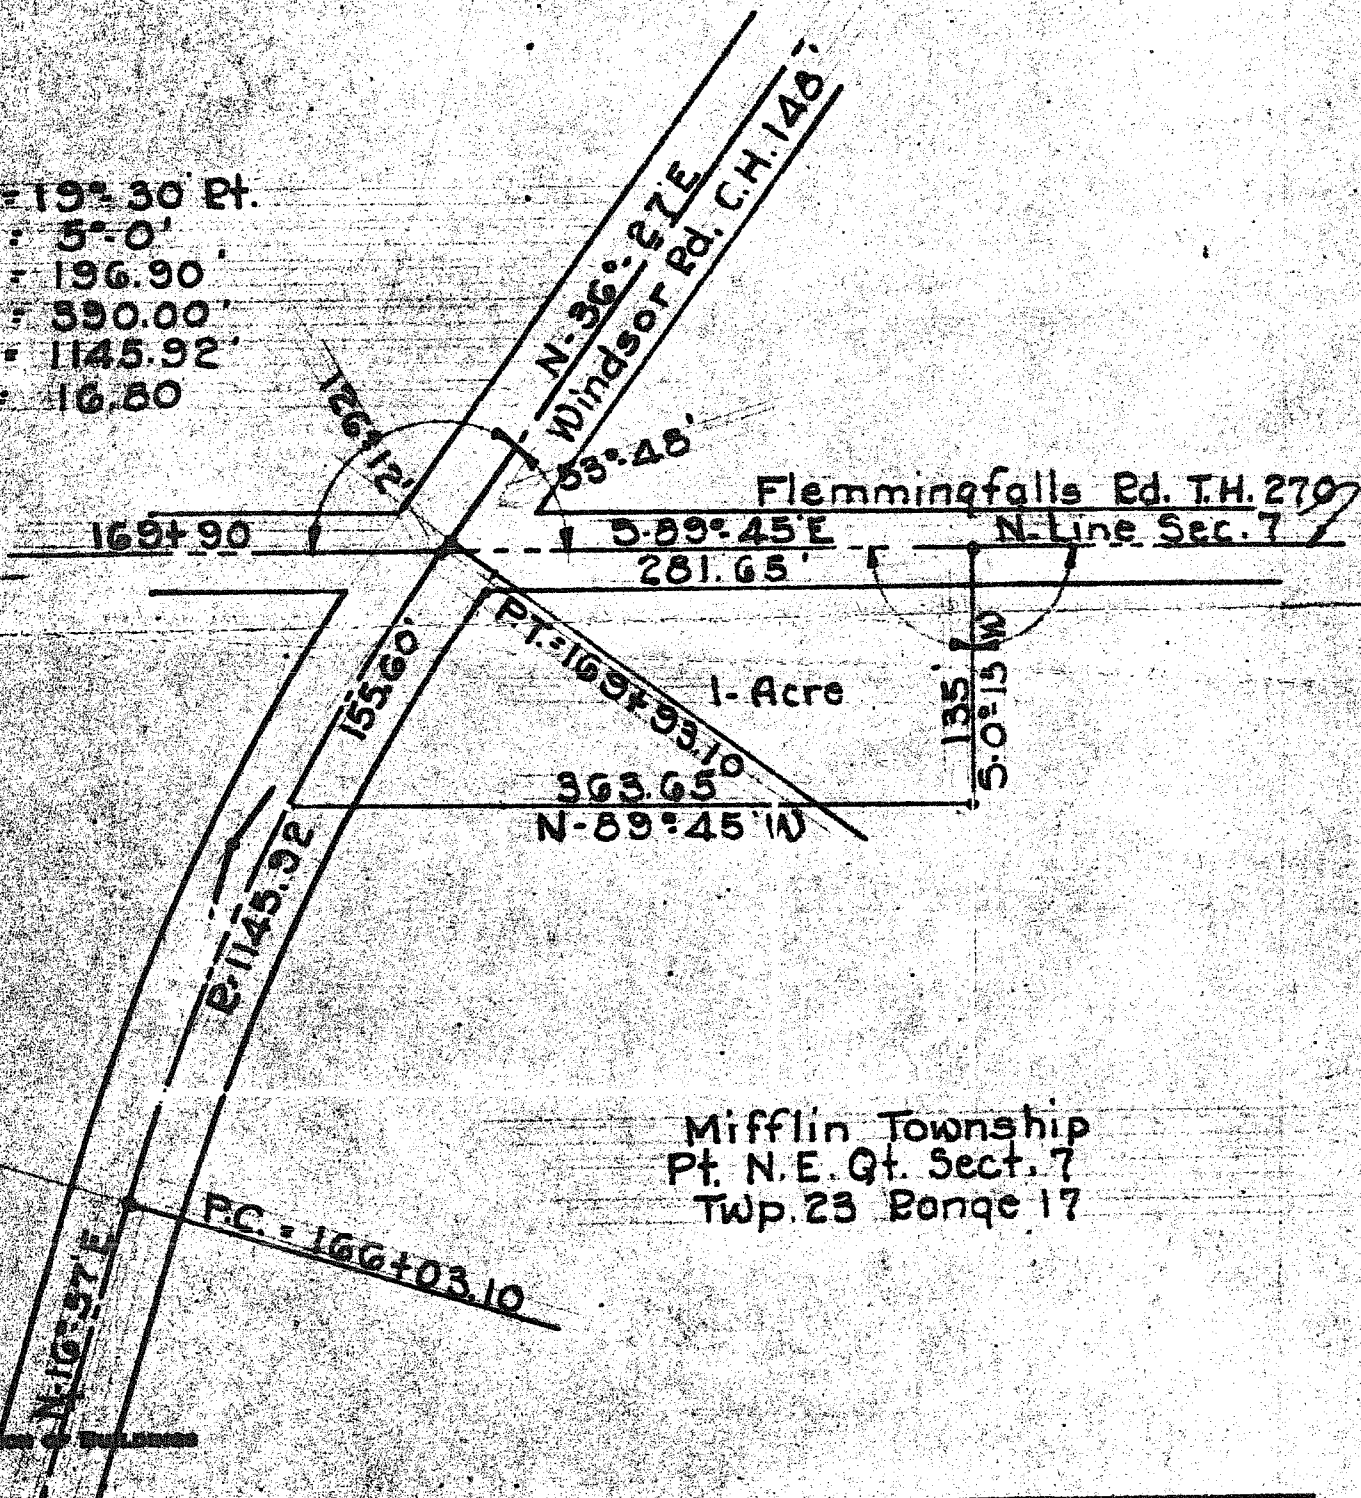 = 19°-30' Rt.
= 5°-0'
= 196.90'
= 390.00'
= 1145.92'
= 16.80
N-36°-27'E
Windsor Rd. C.H. 148
126°-12'
53°-48'
Flemmingfalls Rd. T.H. 270
169+90
S-89°-45'E
N-Line Sec. 7
281.65'
P.T.=169+93.10
155.60'
1-Acre
135'
S-0°-15'W
363.65'
N-89°-45'W
R=1145.92
Mifflin Township
Pt. N.E. Qt. Sect. 7
Twp. 23 Range 17
P.C. = 166+03.10
N-16°-57'E